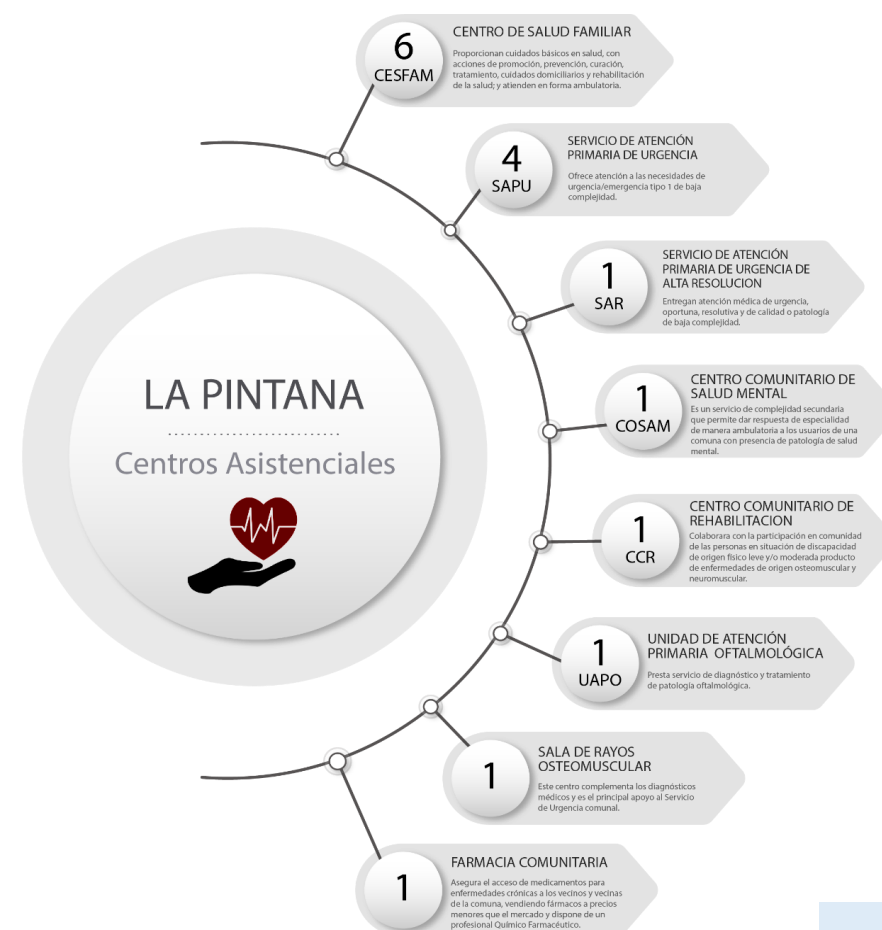 6
CESFAM
CENTRO DE SALUD FAMILIAR
Proporcionan cuidados básicos en salud, con
acciones de promoción, prevención, curación,
tratamiento, cuidados domiciliarios y rehabilitación
de la salud; y atienden en forma ambulatoria.
4
SAPU
SERVICIO DE ATENCIÓN
PRIMARIA DE URGENCIA
Ofrece atención a las necesidades de
urgencia/emergencia tipo 1 de baja
complejidad.
1
SAR
SERVICIO DE ATENCIÓN
PRIMARIA DE URGENCIA DE
ALTA RESOLUCION
Entregan atención médica de urgencia,
oportuna, resolutiva y de calidad o patología
de baja complejidad.
LA PINTANA
Centros Asistenciales
1
COSAM
CENTRO COMUNITARIO DE
SALUD MENTAL
Es un servicio de complejidad secundaria
que permite dar respuesta de especialidad
de manera ambulatoria a los usuarios de una
comuna con presencia de patología de salud
mental.
1
CCR
CENTRO COMUNITARIO DE
REHABILITACION
Colaborara con la participación en comunidad
de las personas en situación de discapacidad
de origen físico leve y/o moderada producto
de enfermedades de origen osteomuscular y
neuromuscular.
1
UAPO
UNIDAD DE ATENCIÓN
PRIMARIA OFTALMOLÓGICA
Presta servicio de diagnóstico y tratamiento
de patología oftalmológica.
1
SALA DE RAYOS
OSTEOMUSCULAR
Este centro complementa los diagnósticos
médicos y es el principal apoyo al Servicio
de Urgencia comunal.
1
FARMACIA COMUNITARIA
Asegura el acceso de medicamentos para
enfermedades crónicas a los vecinos y vecinas
de la comuna, vendiendo fármacos a precios
menores que el mercado y dispone de un
profesional Químico Farmacéutico.